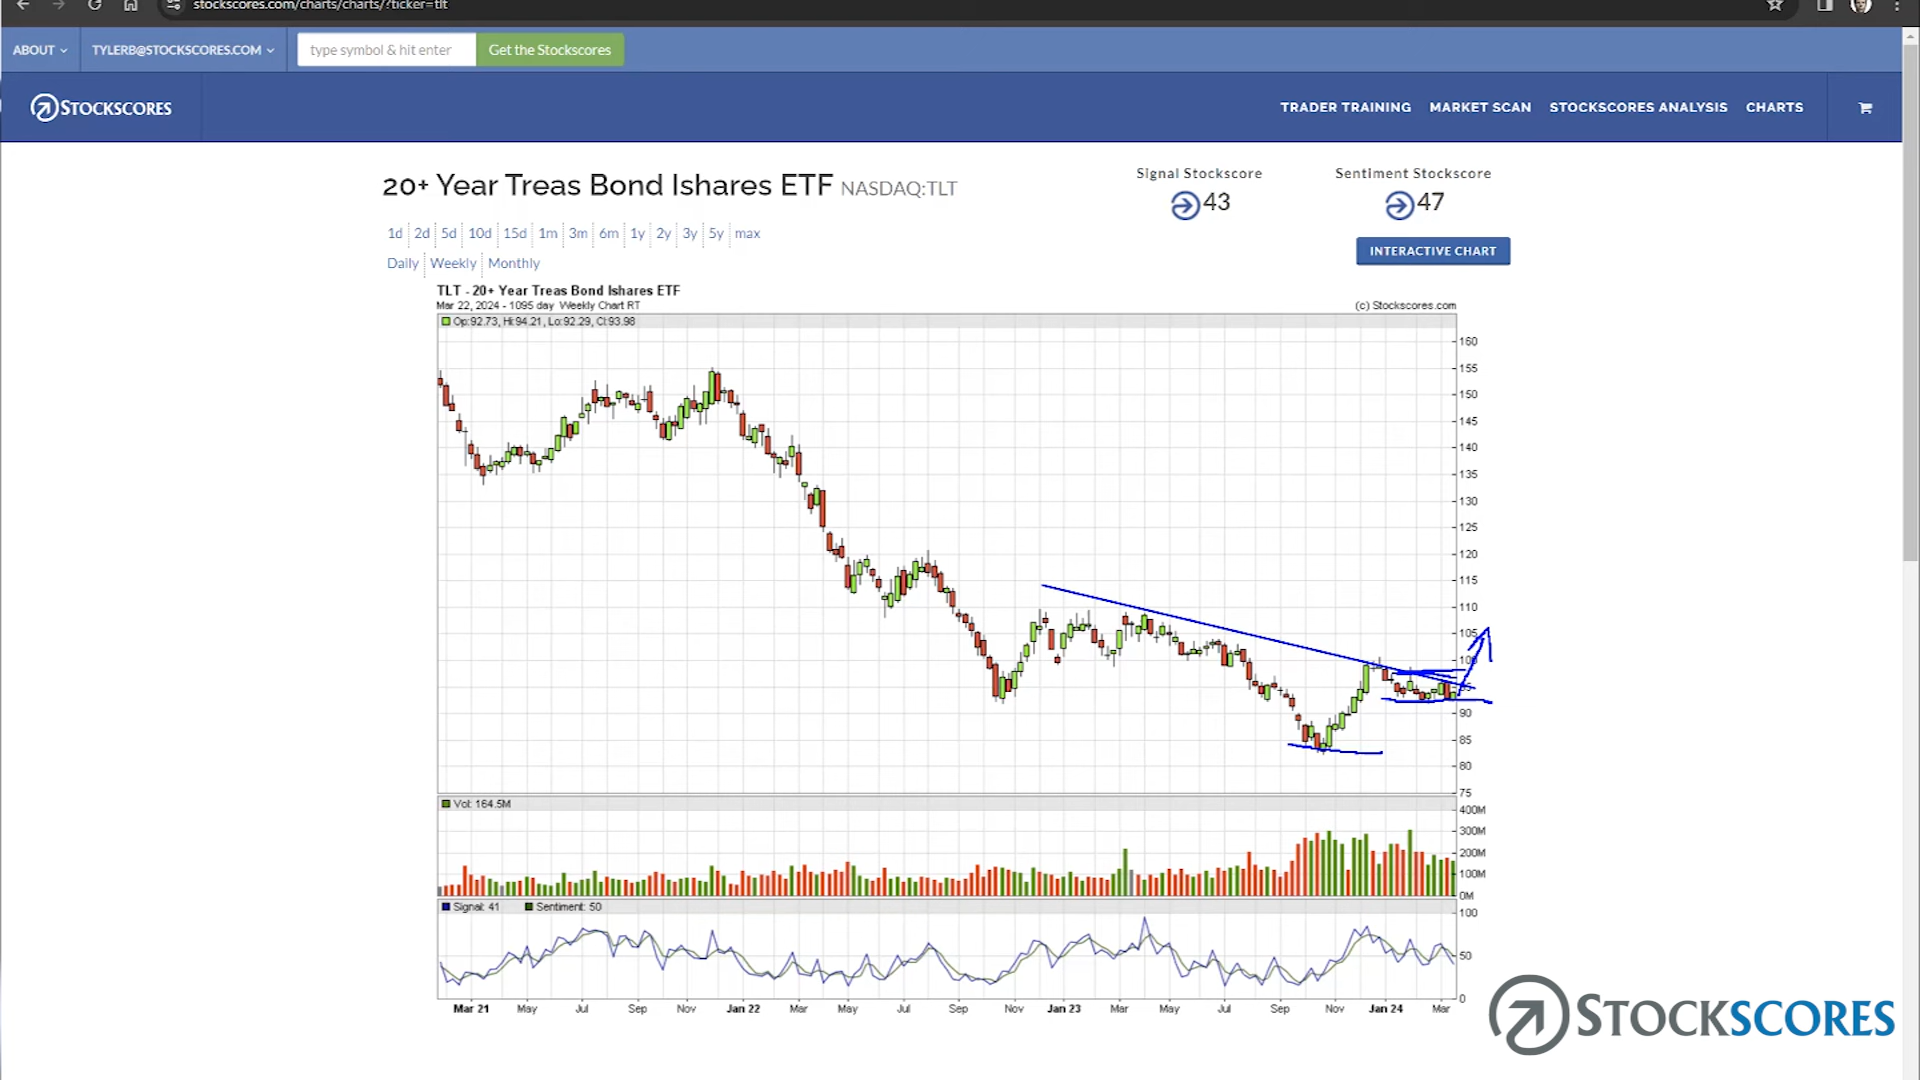 stockscores.com/charts/charts/?ticker=tlt
ABOUT TYLERB@STOCKSCORES.COM type symbol & hit enter Get the Stockscores
STOCKSCORES TRADER TRAINING MARKET SCAN STOCKSCORES ANALYSIS CHARTS
20+ Year Treas Bond Ishares ETF NASDAQ:TLT
Signal Stockscore
43
Sentiment Stockscore
47
1d 2d 5d 10d 15d 1m 3m 6m 1y 2y 3y 5y max
Daily Weekly Monthly
INTERACTIVE CHART
TLT - 20+ Year Treas Bond Ishares ETF
Mar 22, 2024 - 1095 day Weekly Chart RT (c) Stockscores.com
Op:92.73, Hi:94.21, Lo:92.29, Cl:93.98
160
155
150
145
140
135
130
125
120
115
110
105
100
95
90
85
80
75
Vol: 164.5M
400M
300M
200M
100M
0M
Signal: 41 Sentiment: 50
100
50
0
Mar 21 May Jul Sep Nov Jan 22 Mar May Jul Sep Nov Jan 23 Mar May Jul Sep Nov Jan 24 Mar
STOCKSCORES